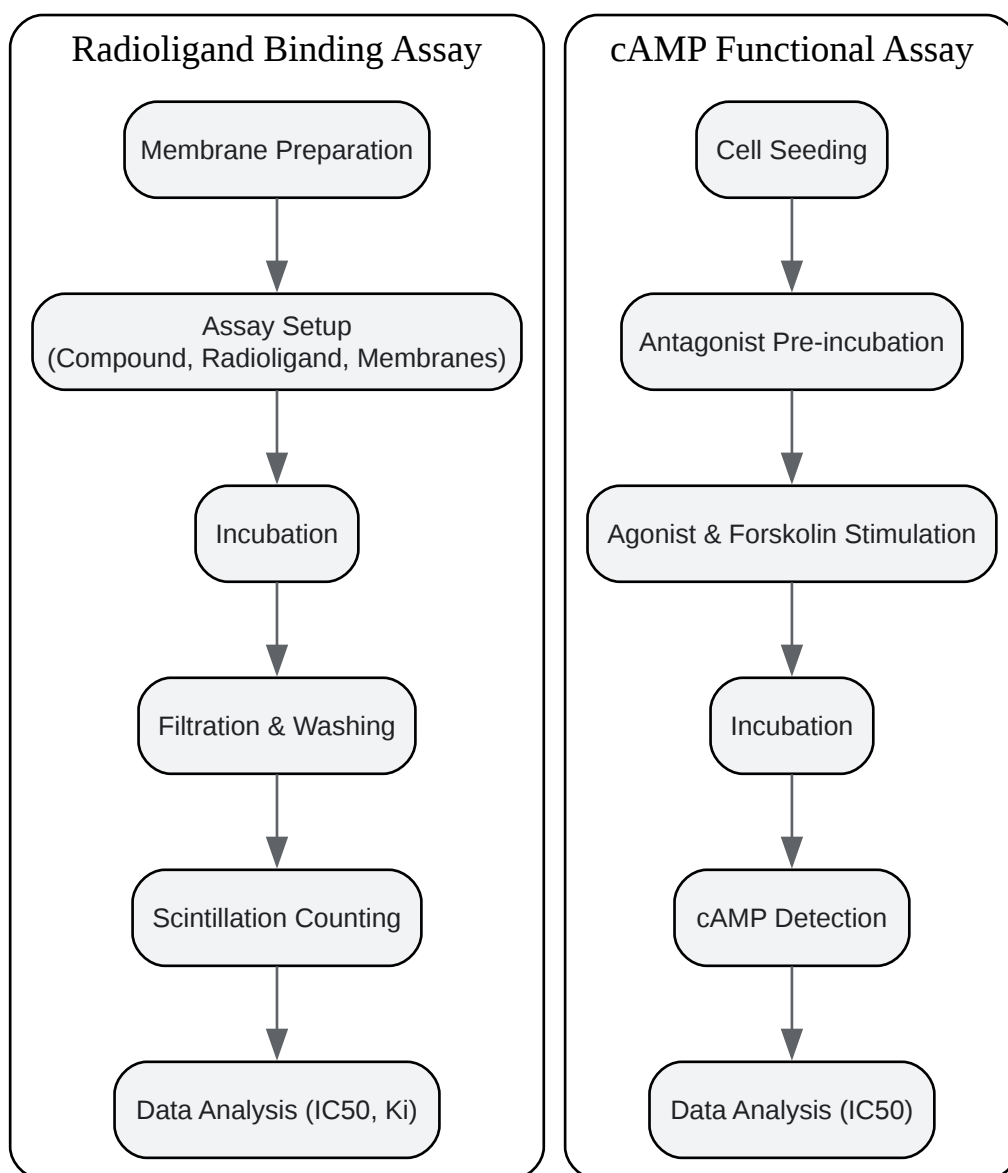 Radioligand Binding Assay
Membrane Preparation
Assay Setup
(Compound, Radioligand, Membranes)
Incubation
Filtration & Washing
Scintillation Counting
Data Analysis (IC50, Ki)
cAMP Functional Assay
Cell Seeding
Antagonist Pre-incubation
Agonist & Forskolin Stimulation
Incubation
cAMP Detection
Data Analysis (IC50)